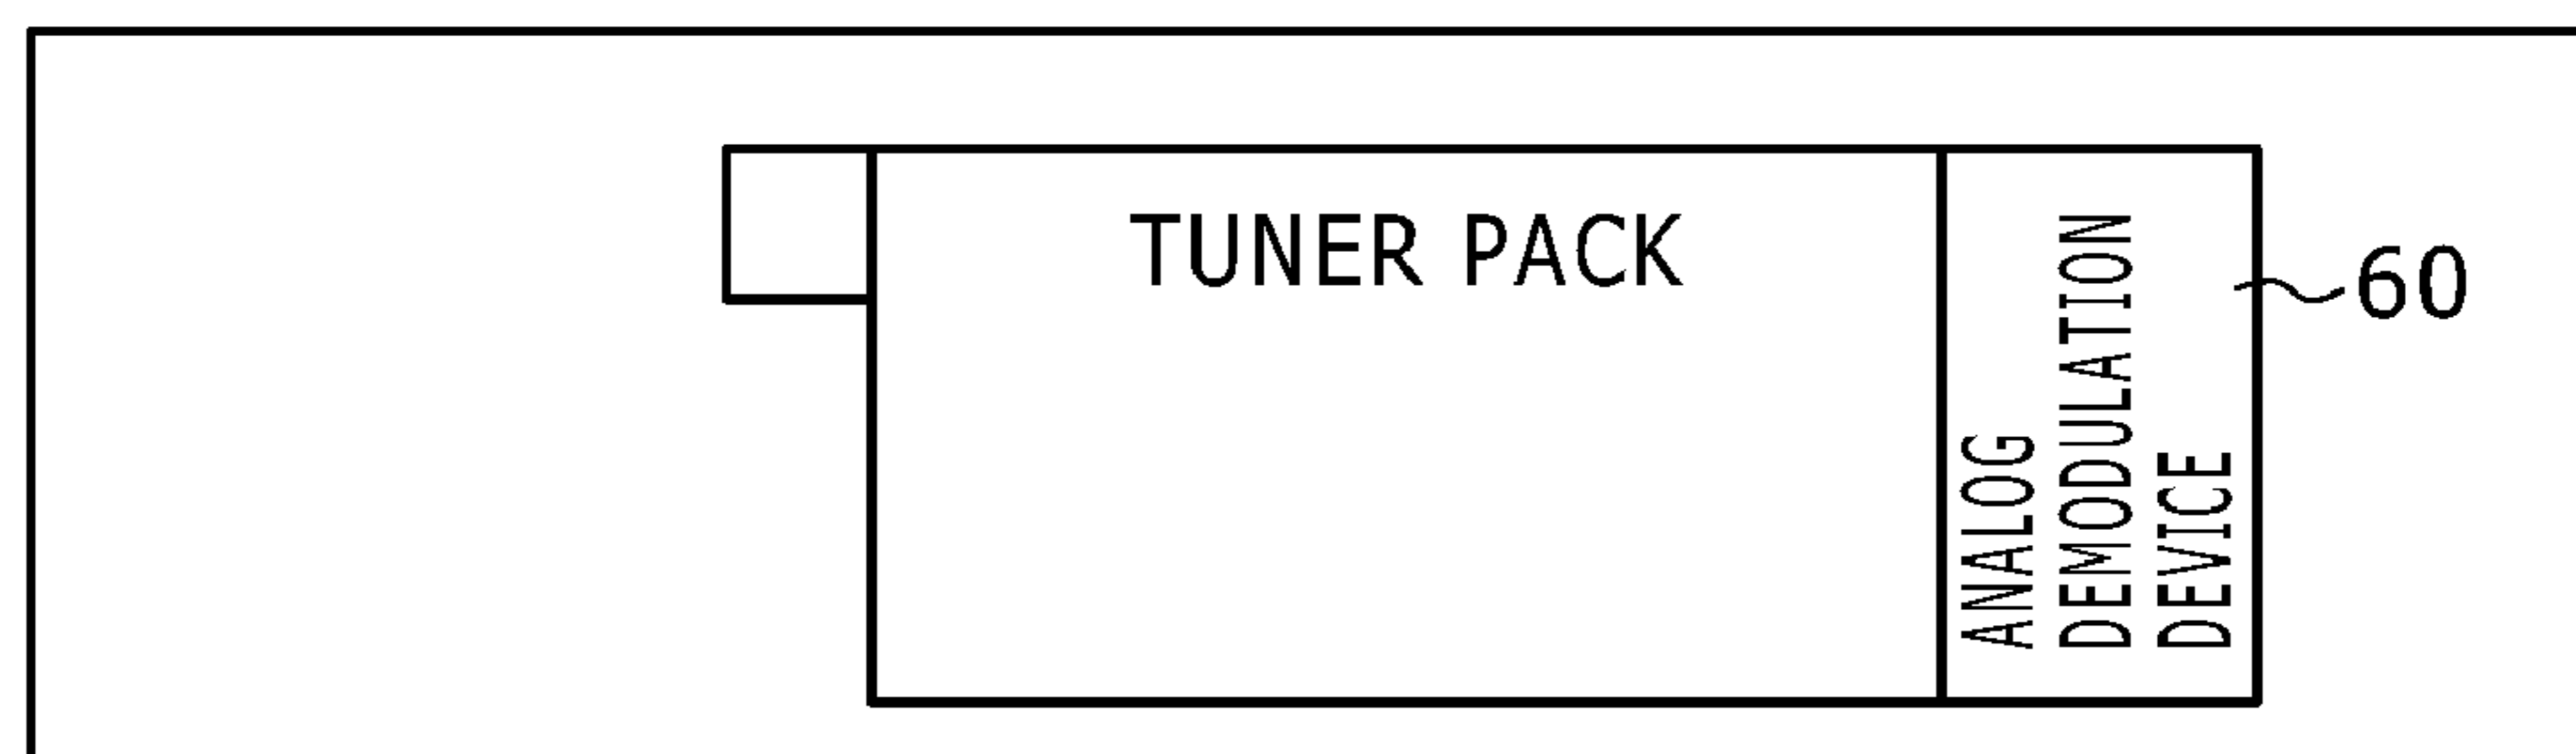 TUNER PACK
ANALOG
DEMODULATION
DEVICE
60